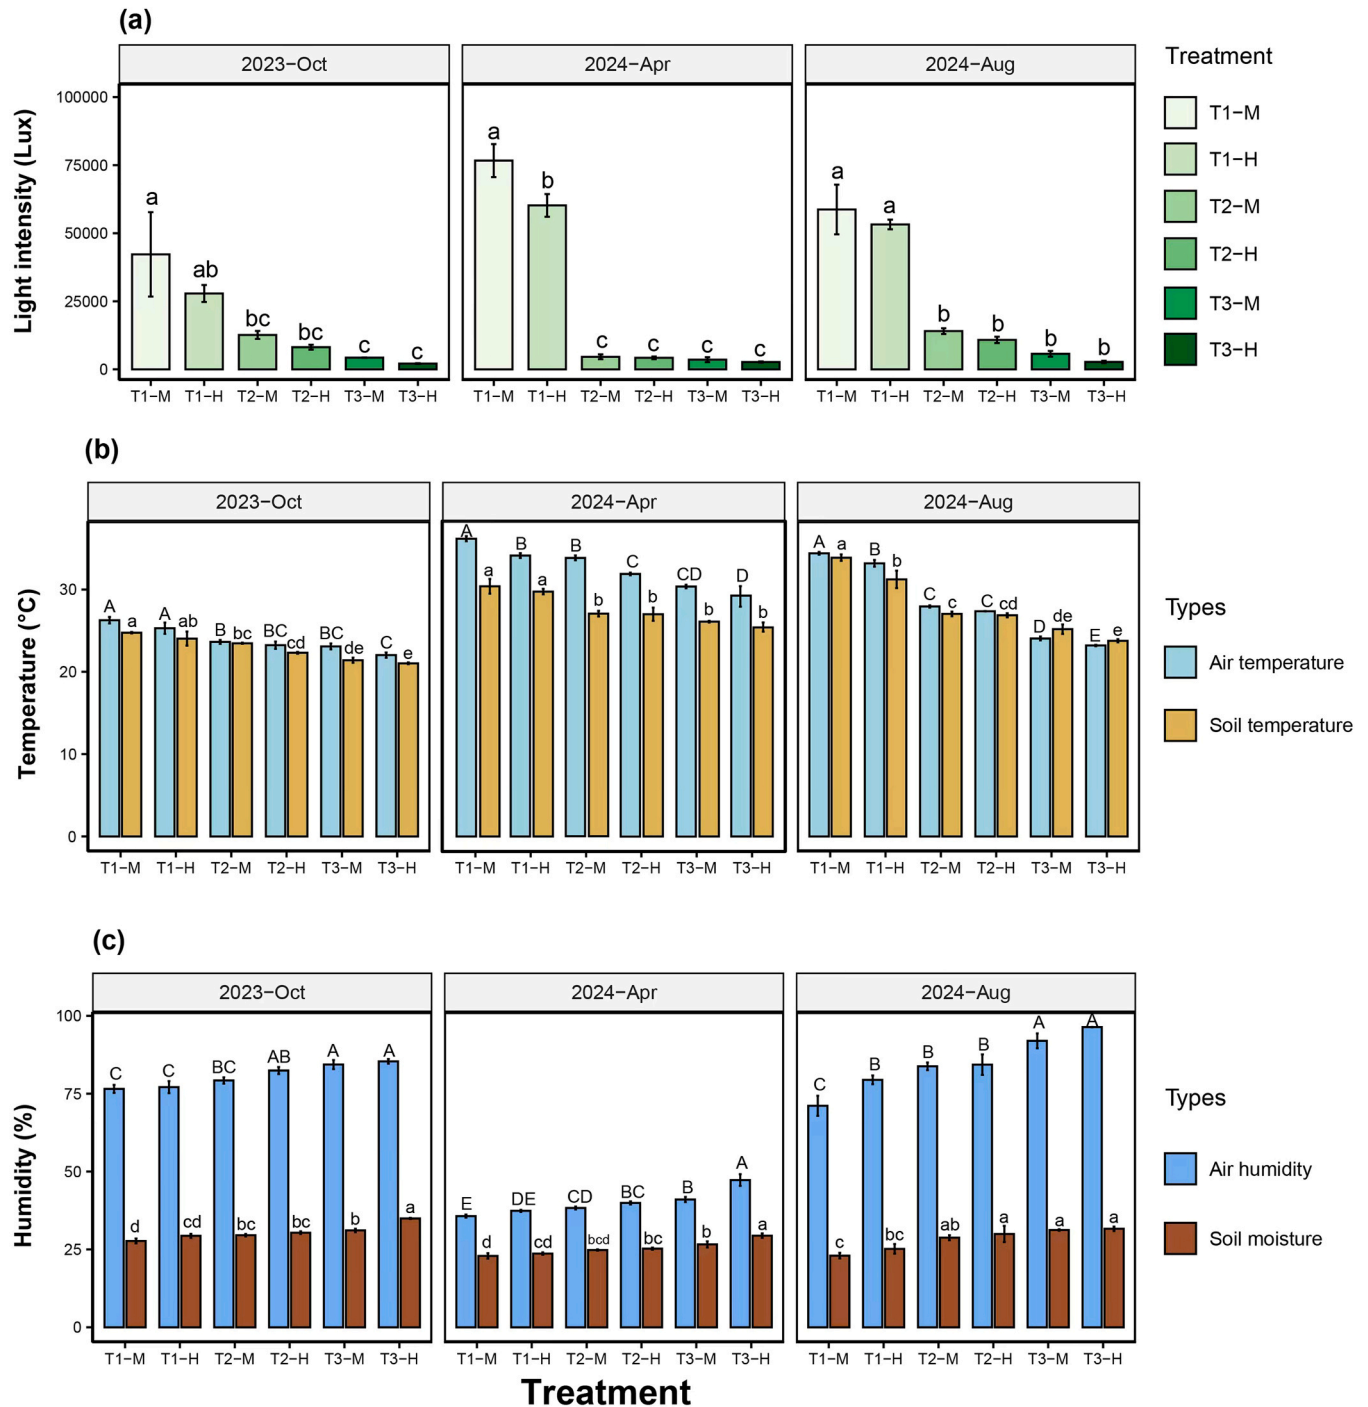 (a)
2023−Oct 2024−Apr 2024−Aug
Treatment
Light intensity (Lux)
100000
75000
50000
25000
0
a ab bc bc c c
a b c c c c
a a b b b b
T1−M T1−H T2−M T2−H T3−M T3−H T1−M T1−H T2−M T2−H T3−M T3−H T1−M T1−H T2−M T2−H T3−M T3−H
T1−M
T1−H
T2−M
T2−H
T3−M
T3−H
(b)
2023−Oct 2024−Apr 2024−Aug
Temperature (°C)
30
20
10
0
A a A ab B bc BC cd BC de C e
A a B a B b C b CD b D b
A a B b C c C cd D de E e
T1−M T1−H T2−M T2−H T3−M T3−H T1−M T1−H T2−M T2−H T3−M T3−H T1−M T1−H T2−M T2−H T3−M T3−H
Types
Air temperature
Soil temperature
(c)
2023−Oct 2024−Apr 2024−Aug
Humidity (%)
100
75
50
25
0
C d C cd BC bc AB bc A b A a
E d DE cd CD bcd BC bc B b A a
C c B bc B ab B a A a A a
T1−M T1−H T2−M T2−H T3−M T3−H T1−M T1−H T2−M T2−H T3−M T3−H T1−M T1−H T2−M T2−H T3−M T3−H
Types
Air humidity
Soil moisture
Treatment